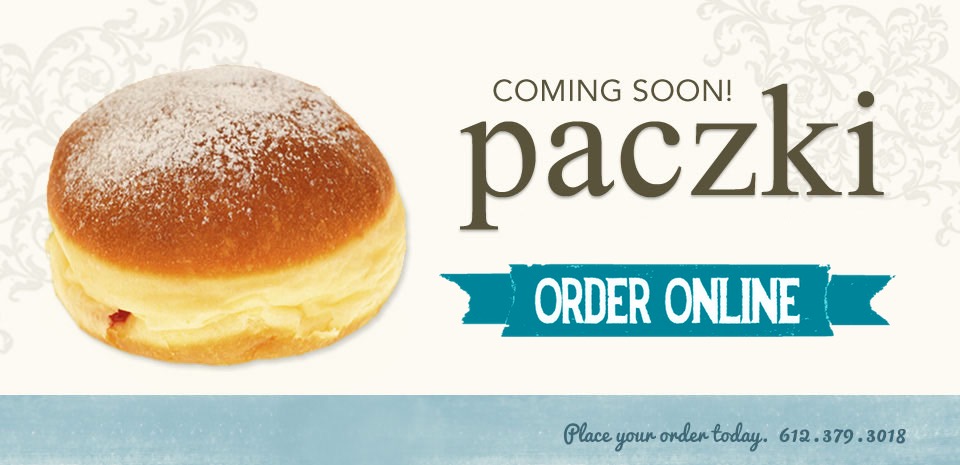 COMING SOON!
paczki
ORDER ONLINE
Place your order today. 612.379.3018